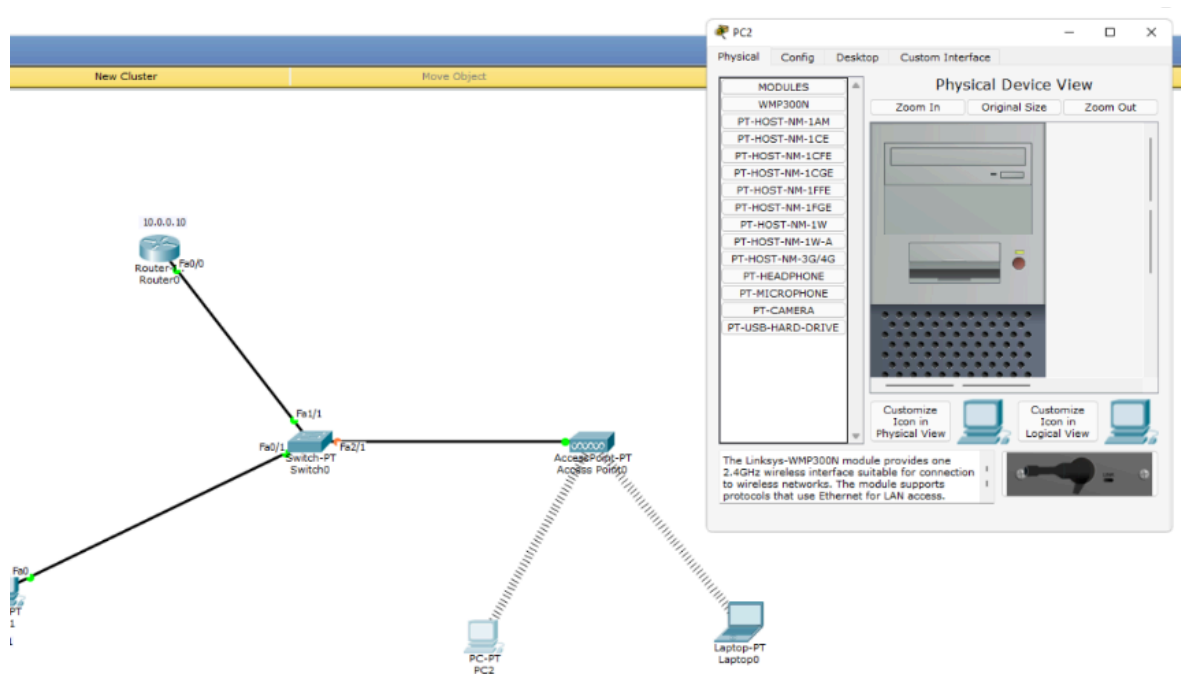 PC2
Physical Config Desktop Custom Interface
New Cluster
Move Object
MODULES
WMP300N
PT-HOST-NM-1AM
PT-HOST-NM-1CE
PT-HOST-NM-1CFE
PT-HOST-NM-1CGE
PT-HOST-NM-1FFE
PT-HOST-NM-1FGE
PT-HOST-NM-1W
PT-HOST-NM-1W-A
PT-HOST-NM-3G/4G
PT-HEADPHONE
PT-MICROPHONE
PT-CAMERA
PT-USB-HARD-DRIVE
Physical Device View
Zoom In Original Size Zoom Out
Customize
Icon in
Physical View
Customize
Icon in
Logical View
The Linksys-WMP300N module provides one
2.4GHz wireless interface suitable for connection
to wireless networks. The module supports
protocols that use Ethernet for LAN access.
10.0.0.10
Fa0/0
Router0
Fa1/1
Fa0/1
Fa2/1
Switch-PT
Switch0
AccessPoint-PT
Access Point0
Fa0
PT
1
1
PC-PT
PC2
Laptop-PT
Laptop0